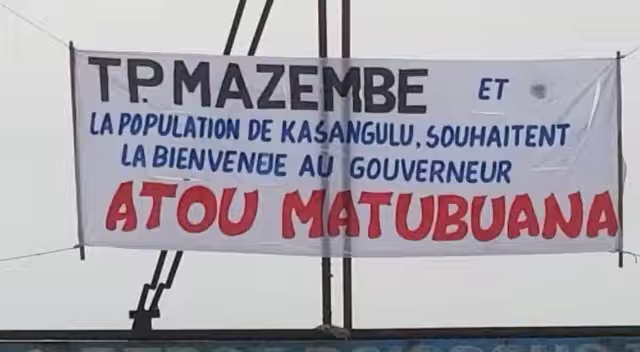 TP. MAZEMBE ET
LA POPULATION DE KASANGULU, SOUHAITENT
LA BIENVENUE AU GOUVERNEUR
ATOU MATUBUANA